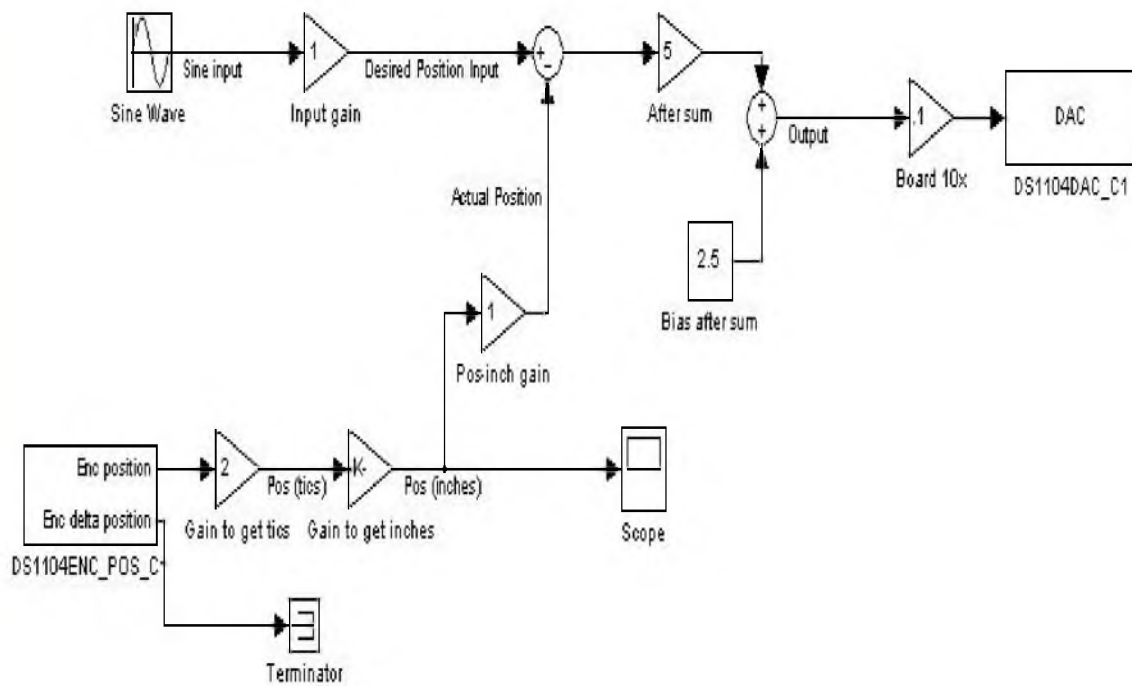 Sine input
Sine Wave
1
Input gain
Desired Position Input
+
-
5
After sum
+
+
Output
.1
Board 10x
DAC
DS1104DAC_C1
Actual Position
2.5
Bias after sum
1
Pos-inch gain
Enc position
Enc delta position
DS1104ENC_POS_C1
2
Gain to get tics
Pos (tics)
K-
Gain to get inches
Pos (inches)
Scope
Terminator